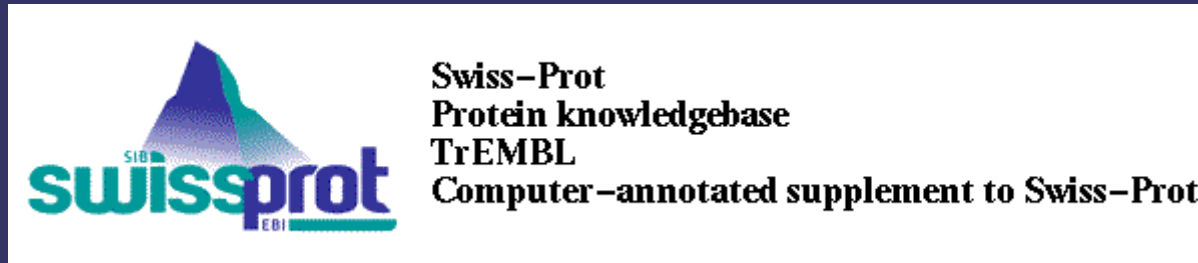 SIB
swissprot
EBI
Swiss-Prot
Protein knowledgebase
TrEMBL
Computer-annotated supplement to Swiss-Prot